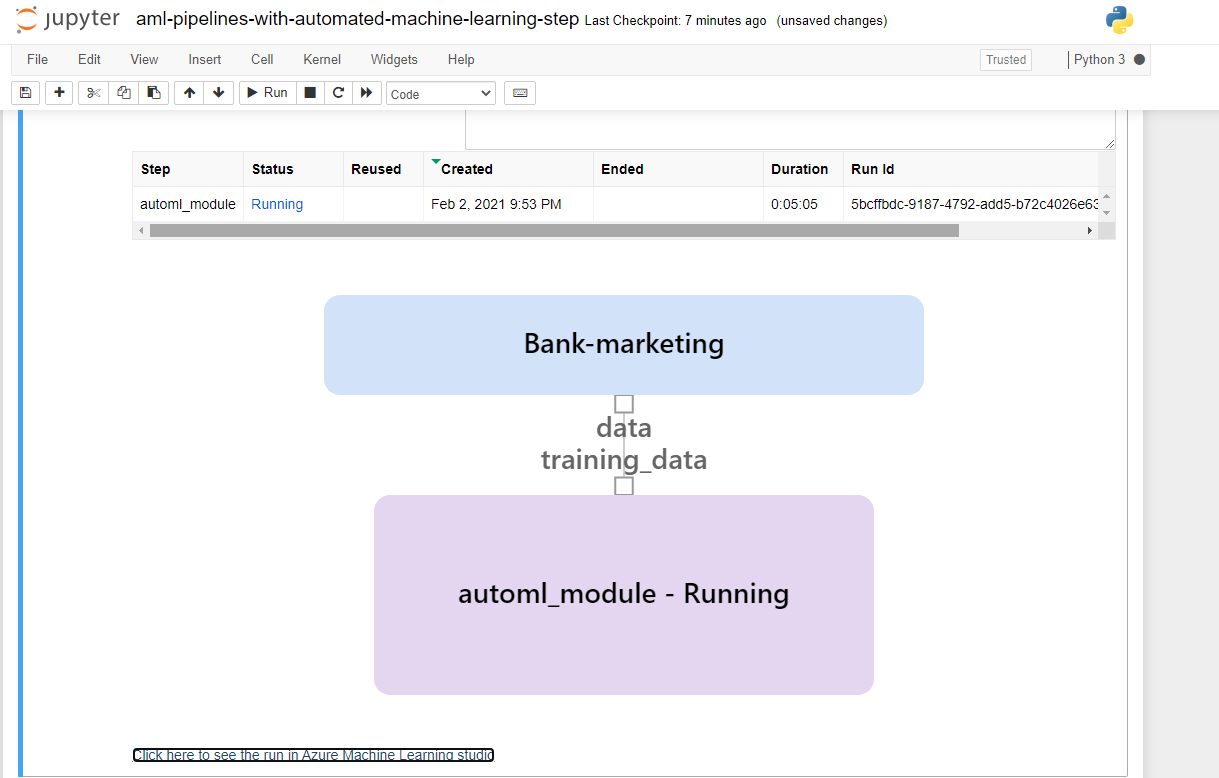 jupyter aml-pipelines-with-automated-machine-learning-step Last Checkpoint: 7 minutes ago (unsaved changes)
File Edit View Insert Cell Kernel Widgets Help Trusted Python 3
Run Code
Step Status Reused Created Ended Duration Run Id
automl_module Running Feb 2, 2021 9:53 PM 0:05:05 5bcffbdc-9187-4792-add5-b72c4026e63
Bank-marketing
data
training_data
automl_module - Running
Click here to see the run in Azure Machine Learning studio